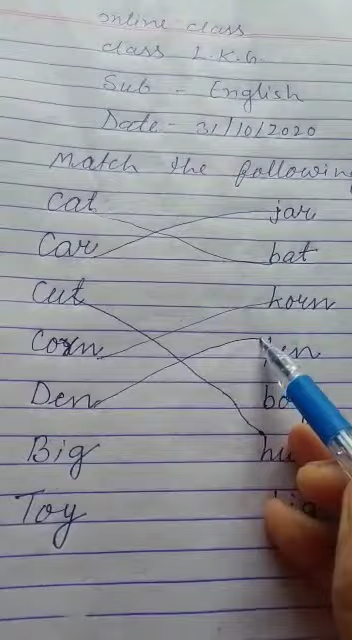 online class
class L.K.G.
Sub - English
Date - 31/10/2020
Match the following
Cat jar
Car bat
Cut horn
Corn
Den
Big
Toy